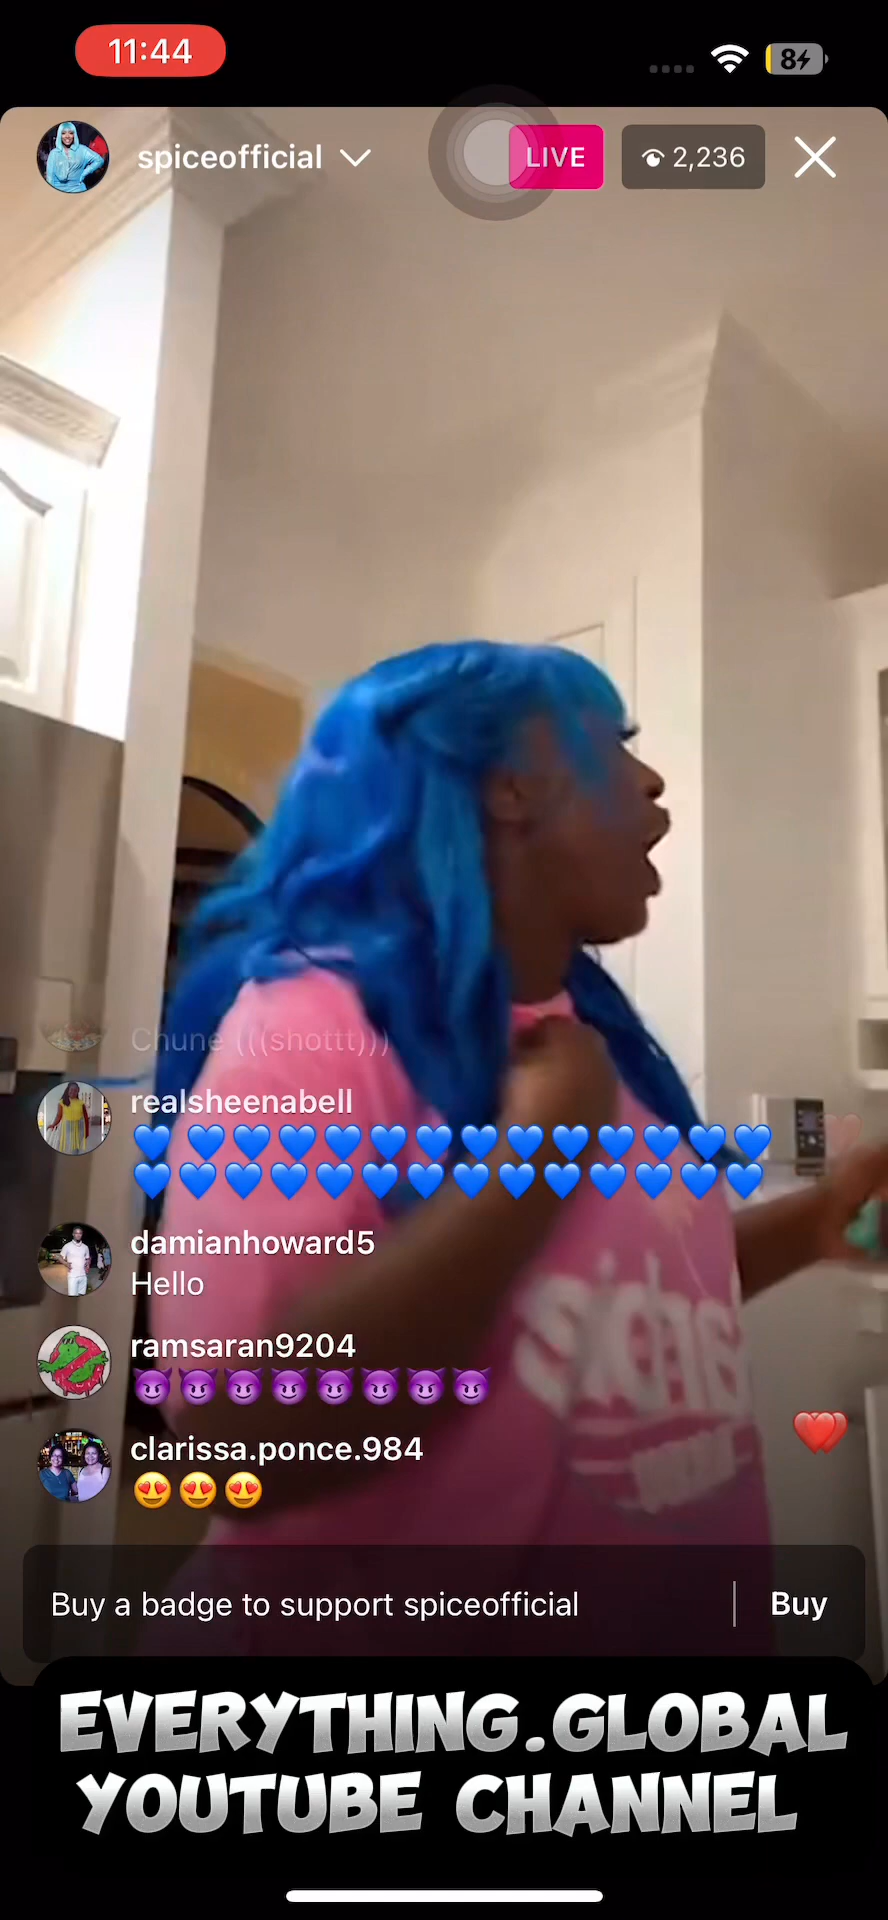 11:44
8
spiceofficial
LIVE
2,236
Chune (((shottt)))
realsheenabell
💙 💙💙💙💙💙💙💙💙💙💙💙💙💙
💙💙💙💙💙💙💙💙💙💙💙💙💙💙
damianhoward5
Hello
ramsaran9204
😈😈😈😈😈😈😈😈
clarissa.ponce.984
😍😍😍
Buy a badge to support spiceofficial
Buy
EVERYTHING.GLOBAL
YOUTUBE CHANNEL